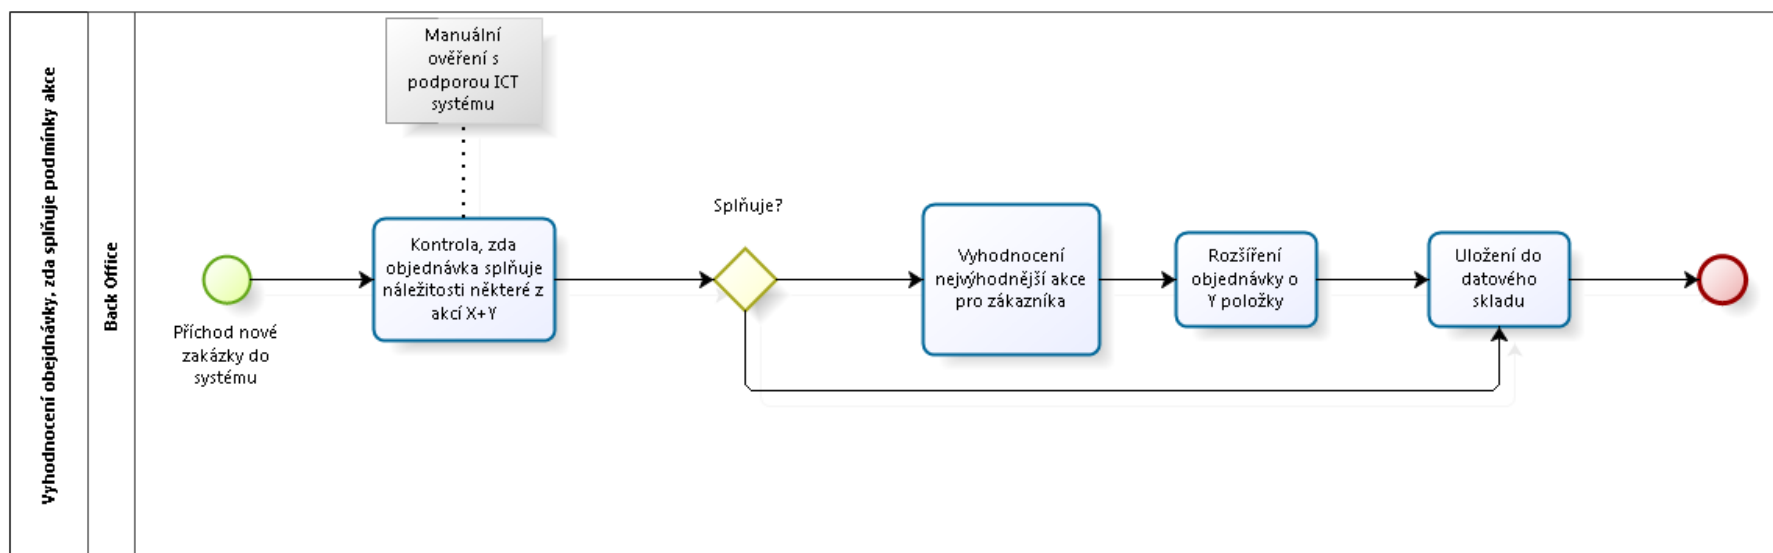 Vyhodnocení obejdnávky, zda splňuje podmínky akce
Back Office
Manuální
ověření s
podporou ICT
systému
Příchod nové
zakázky do
systému
Kontrola, zda
objednávka splňuje
náležitosti některé z
akcí X+Y
Splňuje?
Vyhodnocení
nejvýhodnější akce
pro zákazníka
Rozšíření
objednávky o
Y položky
Uložení do
datového
skladu